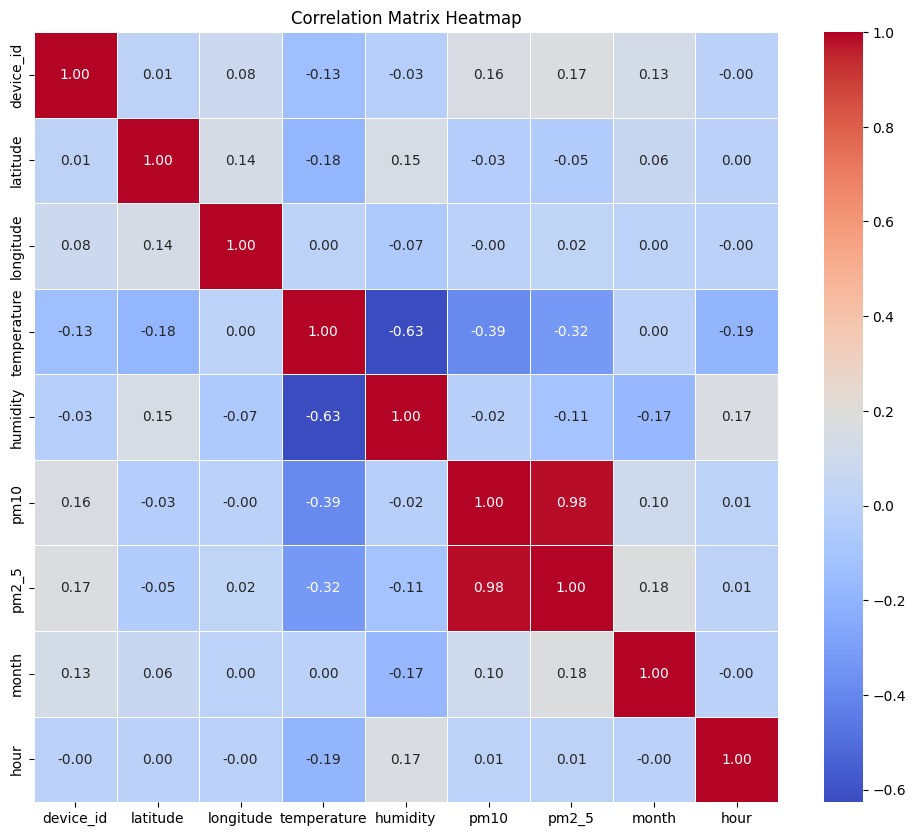 Correlation Matrix Heatmap
device_id 1.00 0.01 0.08 -0.13 -0.03 0.16 0.17 0.13 -0.00
latitude 0.01 1.00 0.14 -0.18 0.15 -0.03 -0.05 0.06 0.00
longitude 0.08 0.14 1.00 0.00 -0.07 -0.00 0.02 0.00 -0.00
temperature -0.13 -0.18 0.00 1.00 -0.63 -0.39 -0.32 0.00 -0.19
humidity -0.03 0.15 -0.07 -0.63 1.00 -0.02 -0.11 -0.17 0.17
pm10 0.16 -0.03 -0.00 -0.39 -0.02 1.00 0.98 0.10 0.01
pm2_5 0.17 -0.05 0.02 -0.32 -0.11 0.98 1.00 0.18 0.01
month 0.13 0.06 0.00 0.00 -0.17 0.10 0.18 1.00 -0.00
hour -0.00 0.00 -0.00 -0.19 0.17 0.01 0.01 -0.00 1.00
device_id latitude longitude temperature humidity pm10 pm2_5 month hour
1.0
0.8
0.6
0.4
0.2
0.0
−0.2
−0.4
−0.6